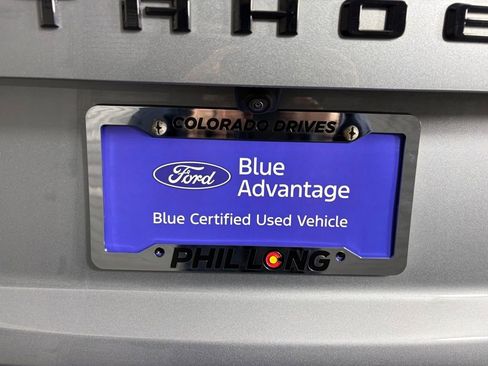 TAHOE
COLORADO DRIVES
Ford
Blue
Advantage
Blue Certified Used Vehicle
PHIL LONG